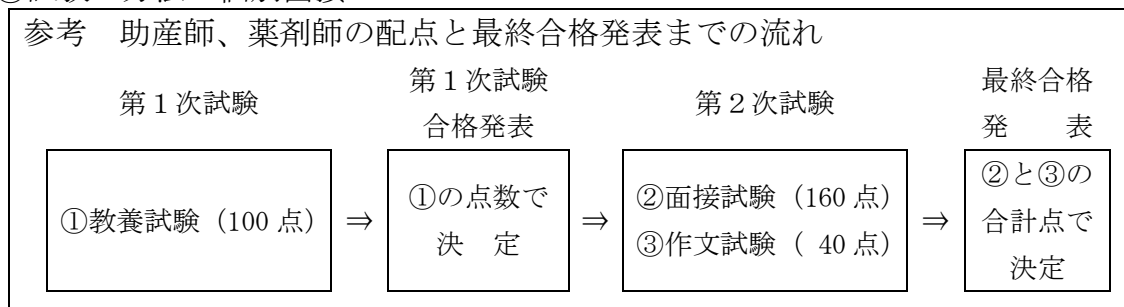 参考　助産師、薬剤師の配点と最終合格発表までの流れ
第１次試験
第１次試験
合格発表
第２次試験
最終合格
発　　表
①教養試験（100 点）
⇒
①の点数で
決　定
⇒
②面接試験（160 点）
③作文試験（ 40 点）
⇒
②と③の
合計点で
決定